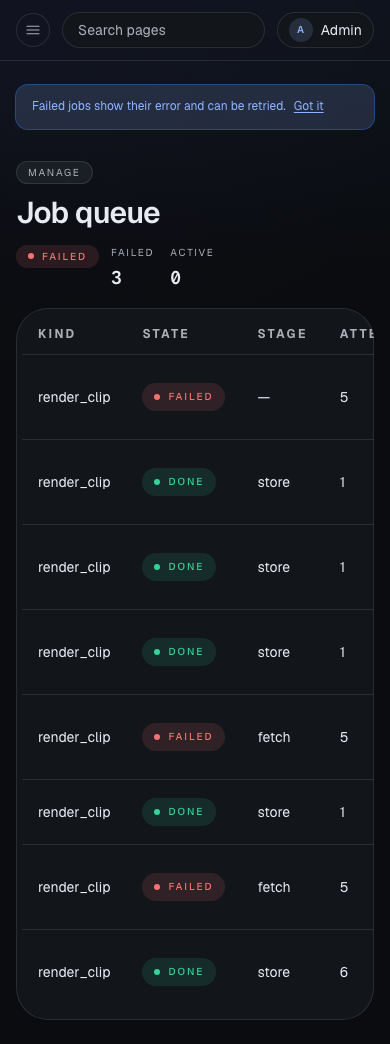 Search pages
A Admin
Failed jobs show their error and can be retried. Got it
MANAGE
Job queue
FAILED FAILED ACTIVE
3 0
KIND STATE STAGE ATTE
render_clip FAILED — 5
render_clip DONE store 1
render_clip DONE store 1
render_clip DONE store 1
render_clip FAILED fetch 5
render_clip DONE store 1
render_clip FAILED fetch 5
render_clip DONE store 6